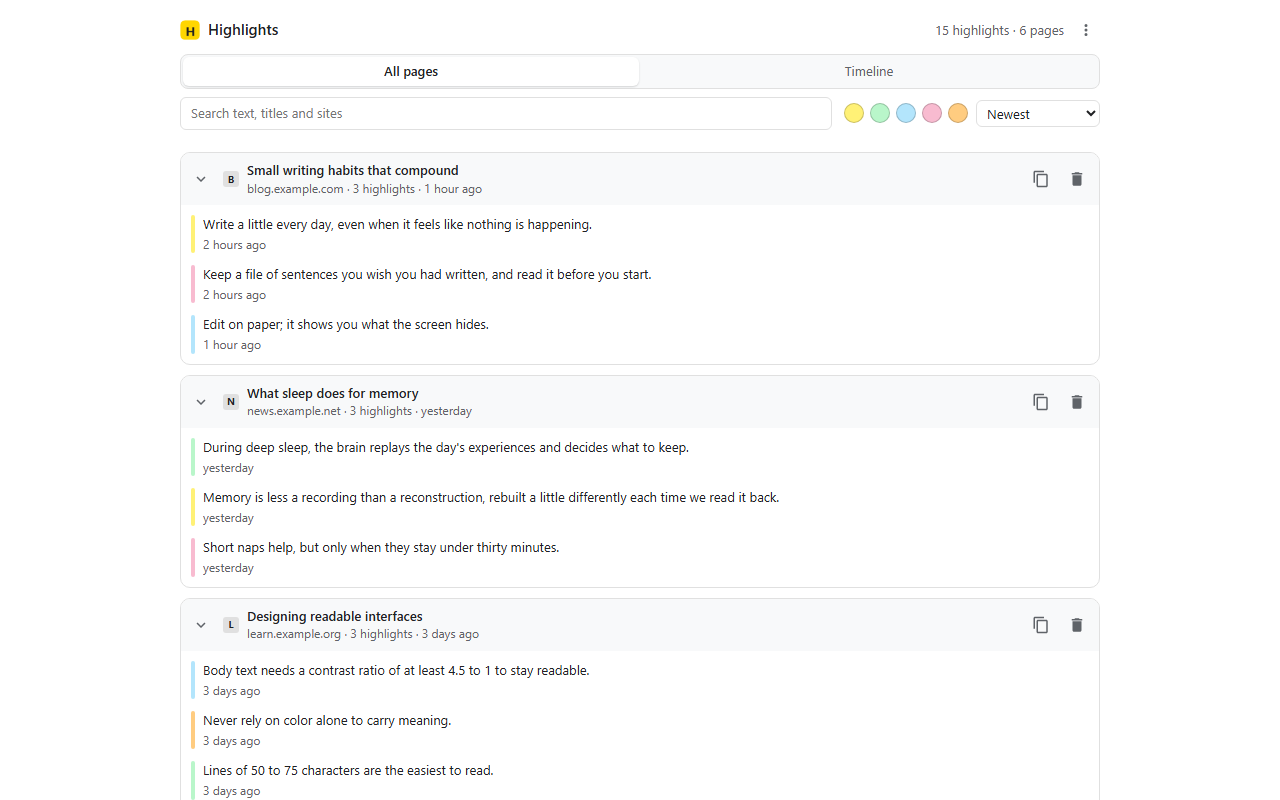 H Highlights
15 highlights · 6 pages
All pages
Timeline
Search text, titles and sites
Newest
B
Small writing habits that compound
blog.example.com · 3 highlights · 1 hour ago
Write a little every day, even when it feels like nothing is happening.
2 hours ago
Keep a file of sentences you wish you had written, and read it before you start.
2 hours ago
Edit on paper; it shows you what the screen hides.
1 hour ago
N
What sleep does for memory
news.example.net · 3 highlights · yesterday
During deep sleep, the brain replays the day's experiences and decides what to keep.
yesterday
Memory is less a recording than a reconstruction, rebuilt a little differently each time we read it back.
yesterday
Short naps help, but only when they stay under thirty minutes.
yesterday
L
Designing readable interfaces
learn.example.org · 3 highlights · 3 days ago
Body text needs a contrast ratio of at least 4.5 to 1 to stay readable.
3 days ago
Never rely on color alone to carry meaning.
3 days ago
Lines of 50 to 75 characters are the easiest to read.
3 days ago